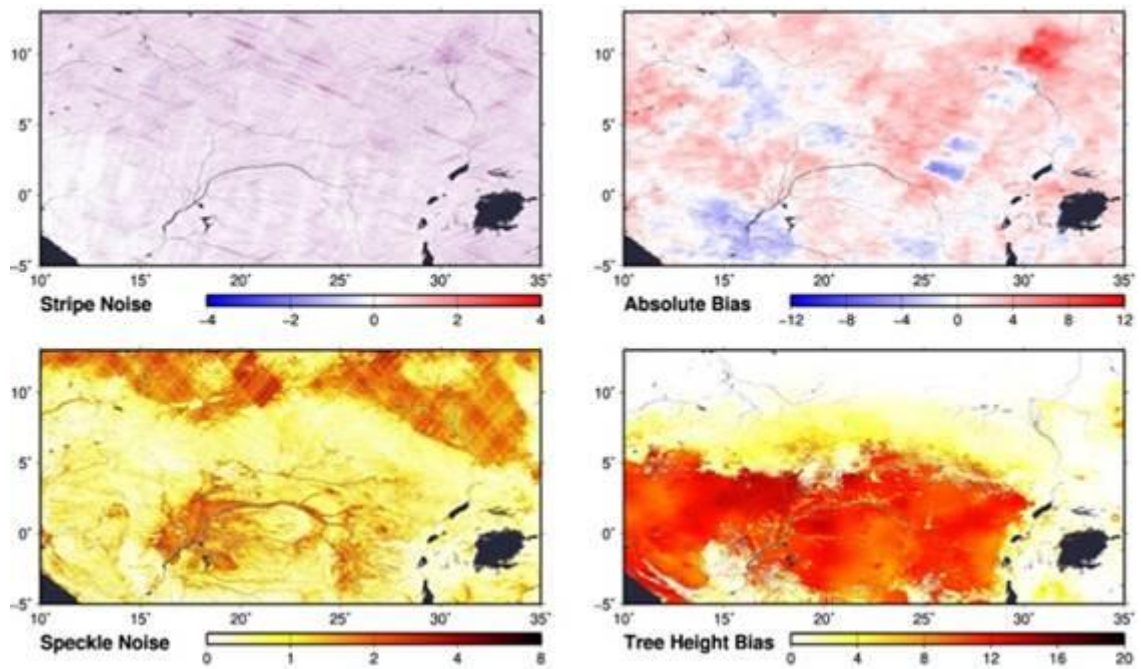 10˚ 10˚
5˚ 5˚
0˚ 0˚
−5˚ −5˚
10˚ 15˚ 20˚ 25˚ 30˚ 35˚ 10˚ 15˚ 20˚ 25˚ 30˚ 35˚
Stripe Noise Absolute Bias
−4 −2 0 2 4 −12 −8 −4 0 4 8 12
10˚ 10˚
5˚ 5˚
0˚ 0˚
−5˚ −5˚
10˚ 15˚ 20˚ 25˚ 30˚ 35˚ 10˚ 15˚ 20˚ 25˚ 30˚ 35˚
Speckle Noise Tree Height Bias
0 1 2 4 8 0 4 8 12 16 20